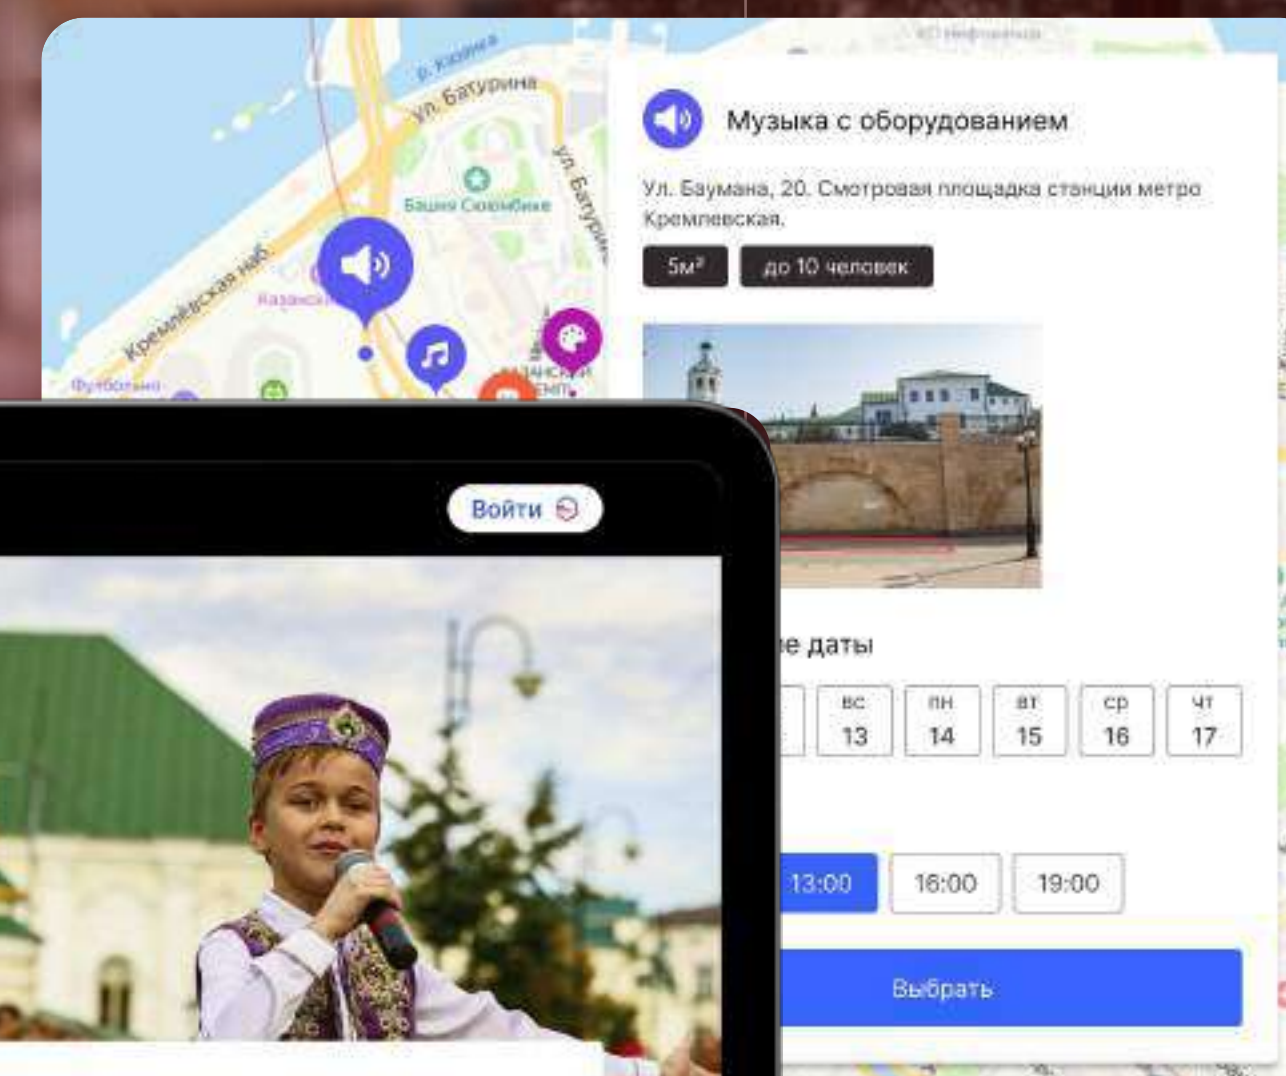 р. Казанка
ул. Батурина
ул. Батурина
Башня Сююмбике
Кремлёвская наб.
Музыка с оборудованием
Ул. Баумана, 20. Смотровая площадка станции метро
Кремлевская.
5м²
до 10 человек
Войти
даты
вс
13
пн
14
вт
15
ср
16
чт
17
13:00
16:00
19:00
Выбрать